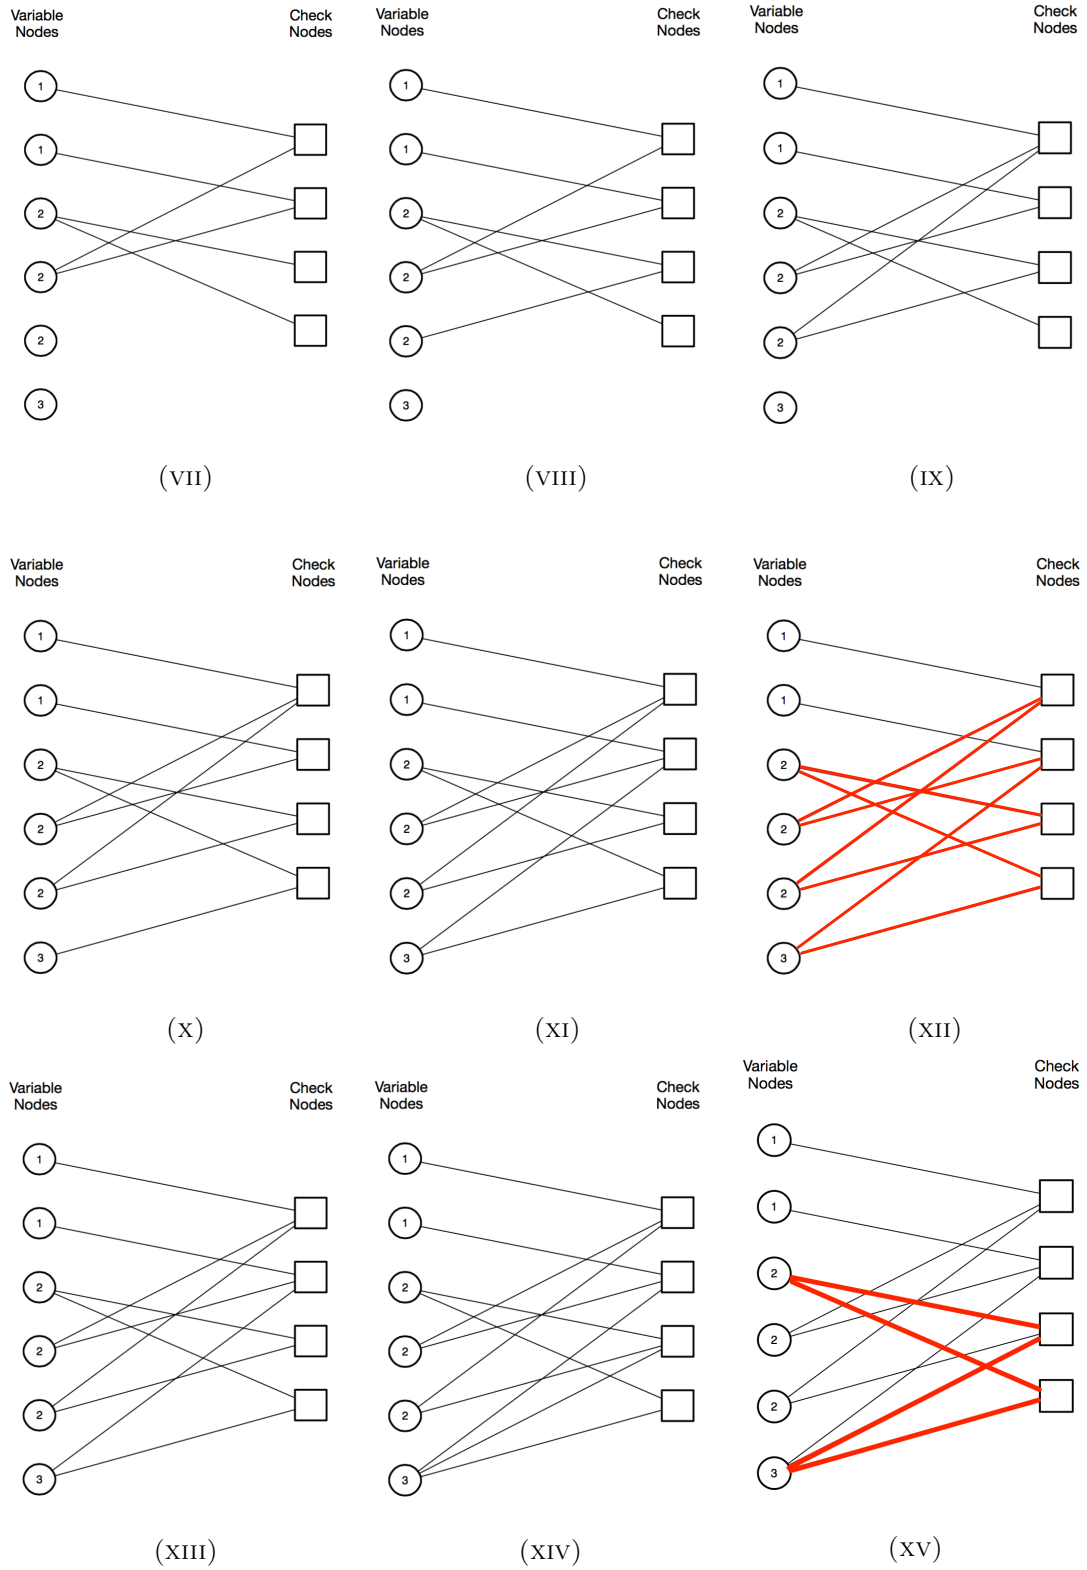 Variable Nodes Check Nodes Variable Nodes Check Nodes Variable Nodes Check Nodes
1 1 1
1 1 1
2 2 2
2 2 2
2 2 2
3 3 3
(VII) (VIII) (IX)
Variable Nodes Check Nodes Variable Nodes Check Nodes Variable Nodes Check Nodes
1 1 1
1 1 1
2 2 2
2 2 2
2 2 2
3 3 3
(X) (XI) (XII)
Variable Nodes Check Nodes Variable Nodes Check Nodes Variable Nodes Check Nodes
1 1 1
1 1 1
2 2 2
2 2 2
2 2 2
3 3 3
(XIII) (XIV) (XV)